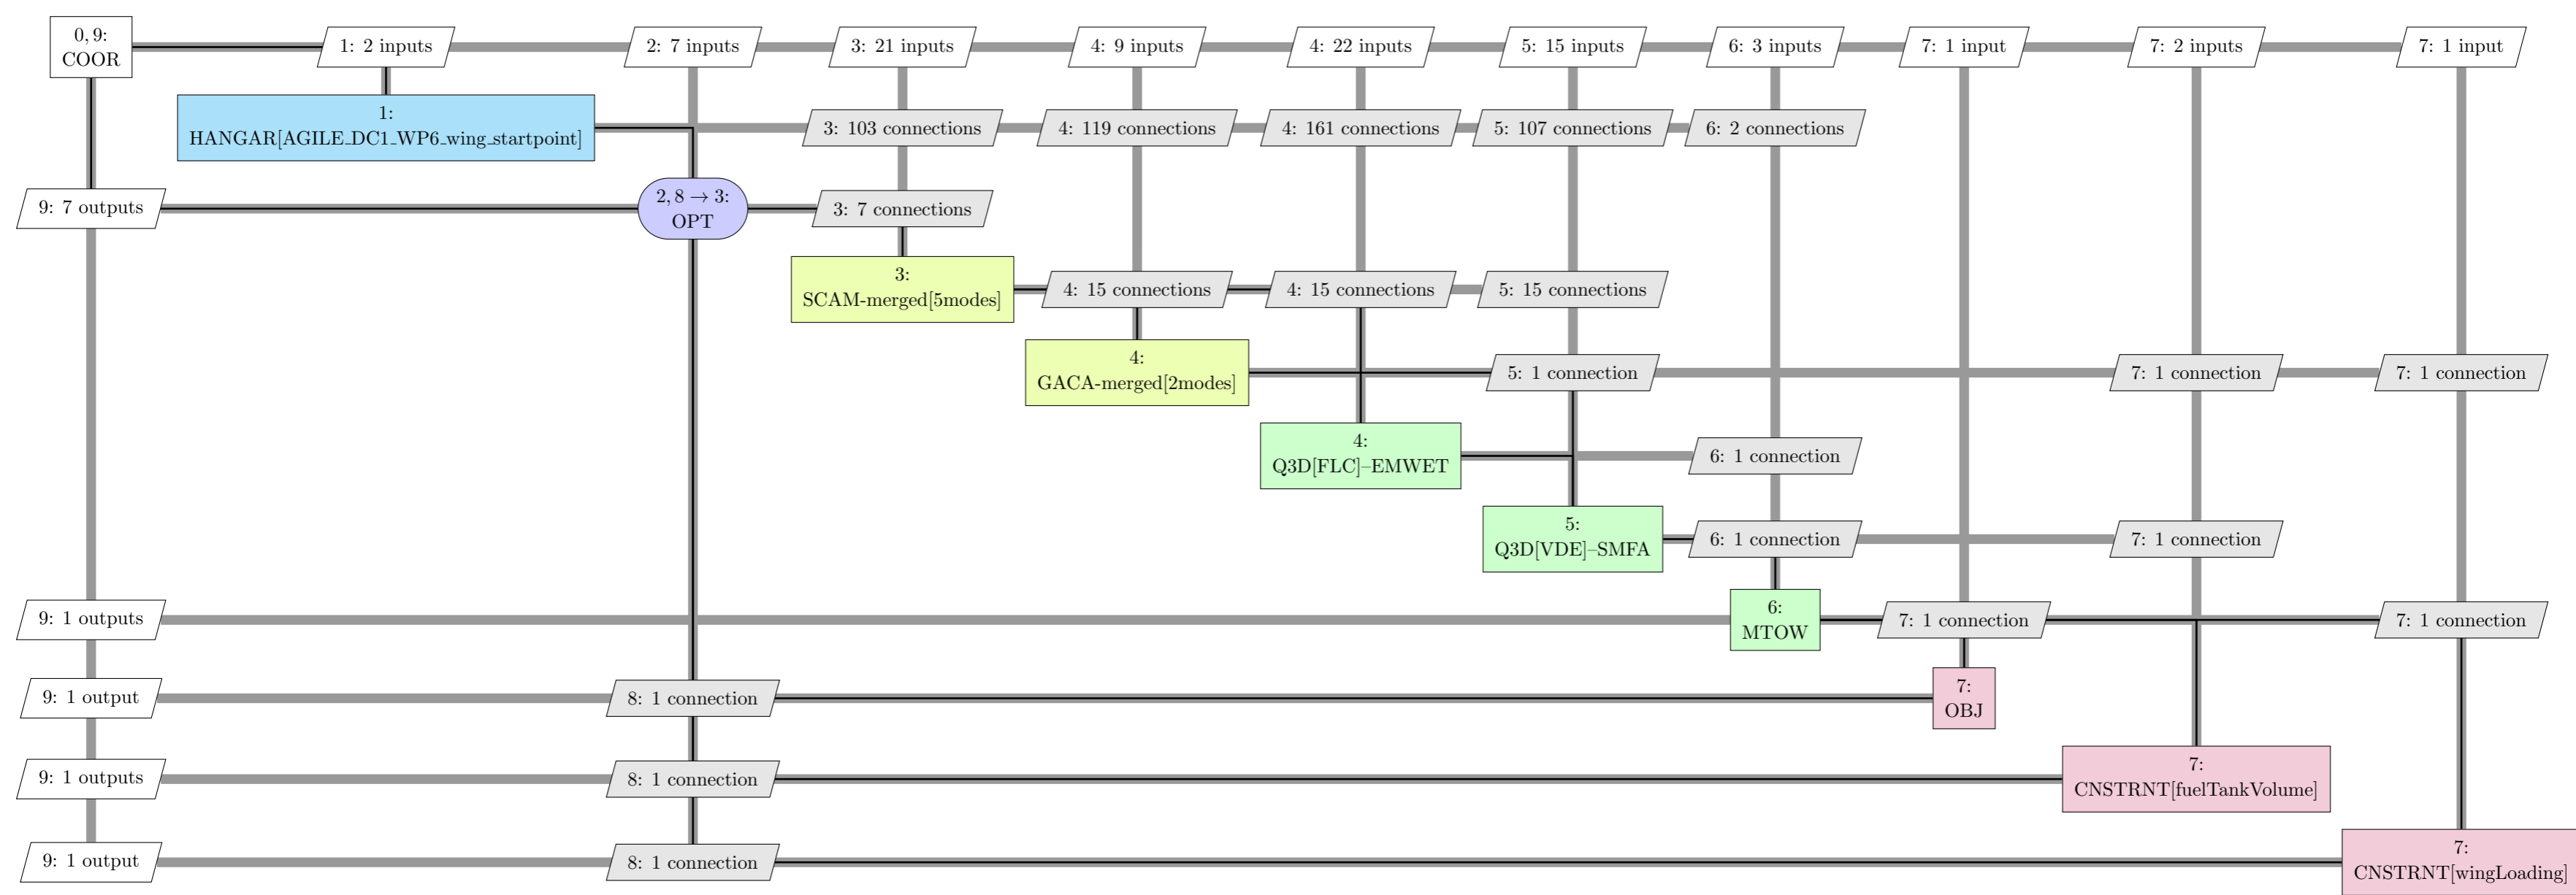 0, 9:
COOR
1: 2 inputs
2: 7 inputs
3: 21 inputs
4: 9 inputs
4: 22 inputs
5: 15 inputs
6: 3 inputs
7: 1 input
7: 2 inputs
7: 1 input
1:
HANGAR[AGILE_DC1_WP6_wing_startpoint]
3: 103 connections
4: 119 connections
4: 161 connections
5: 107 connections
6: 2 connections
9: 7 outputs
2, 8 → 3:
OPT
3: 7 connections
3:
SCAM-merged[5modes]
4: 15 connections
4: 15 connections
5: 15 connections
4:
GACA-merged[2modes]
5: 1 connection
7: 1 connection
7: 1 connection
4:
Q3D[FLC]–EMWET
6: 1 connection
5:
Q3D[VDE]–SMFA
6: 1 connection
7: 1 connection
9: 1 outputs
6:
MTOW
7: 1 connection
7: 1 connection
9: 1 output
8: 1 connection
7:
OBJ
9: 1 outputs
8: 1 connection
7:
CNSTRNT[fuelTankVolume]
9: 1 output
8: 1 connection
7:
CNSTRNT[wingLoading]